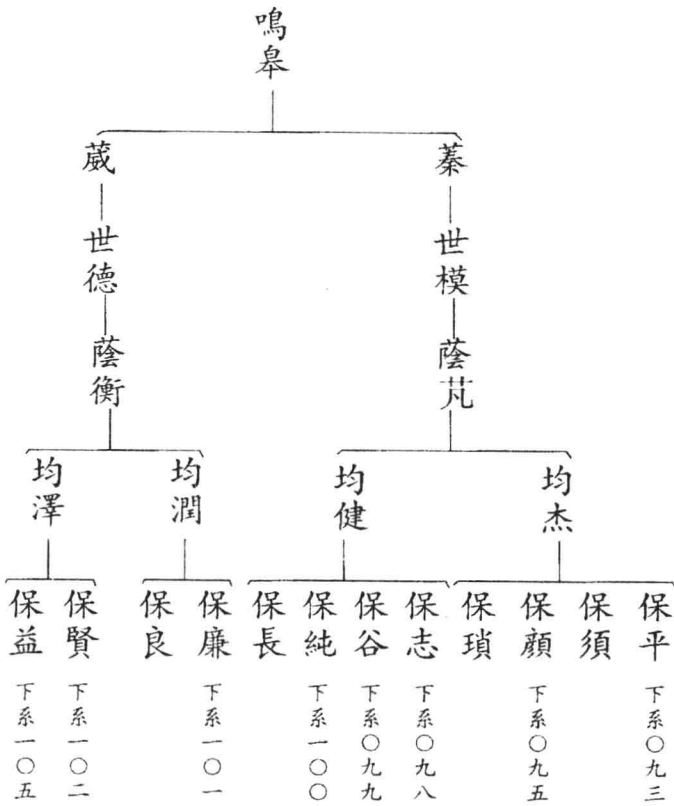 鳴皋
蓁
葳
世模
世德
蔭芃
蔭衡
均杰
均健
均潤
均澤
保平 下系〇九三
保須
保顔 下系〇九五
保瑣
保志 下系〇九八
保谷 下系〇九九
保純 下系一〇〇
保長
保廉 下系一〇一
保良
保賢 下系一〇二
保益 下系一〇五